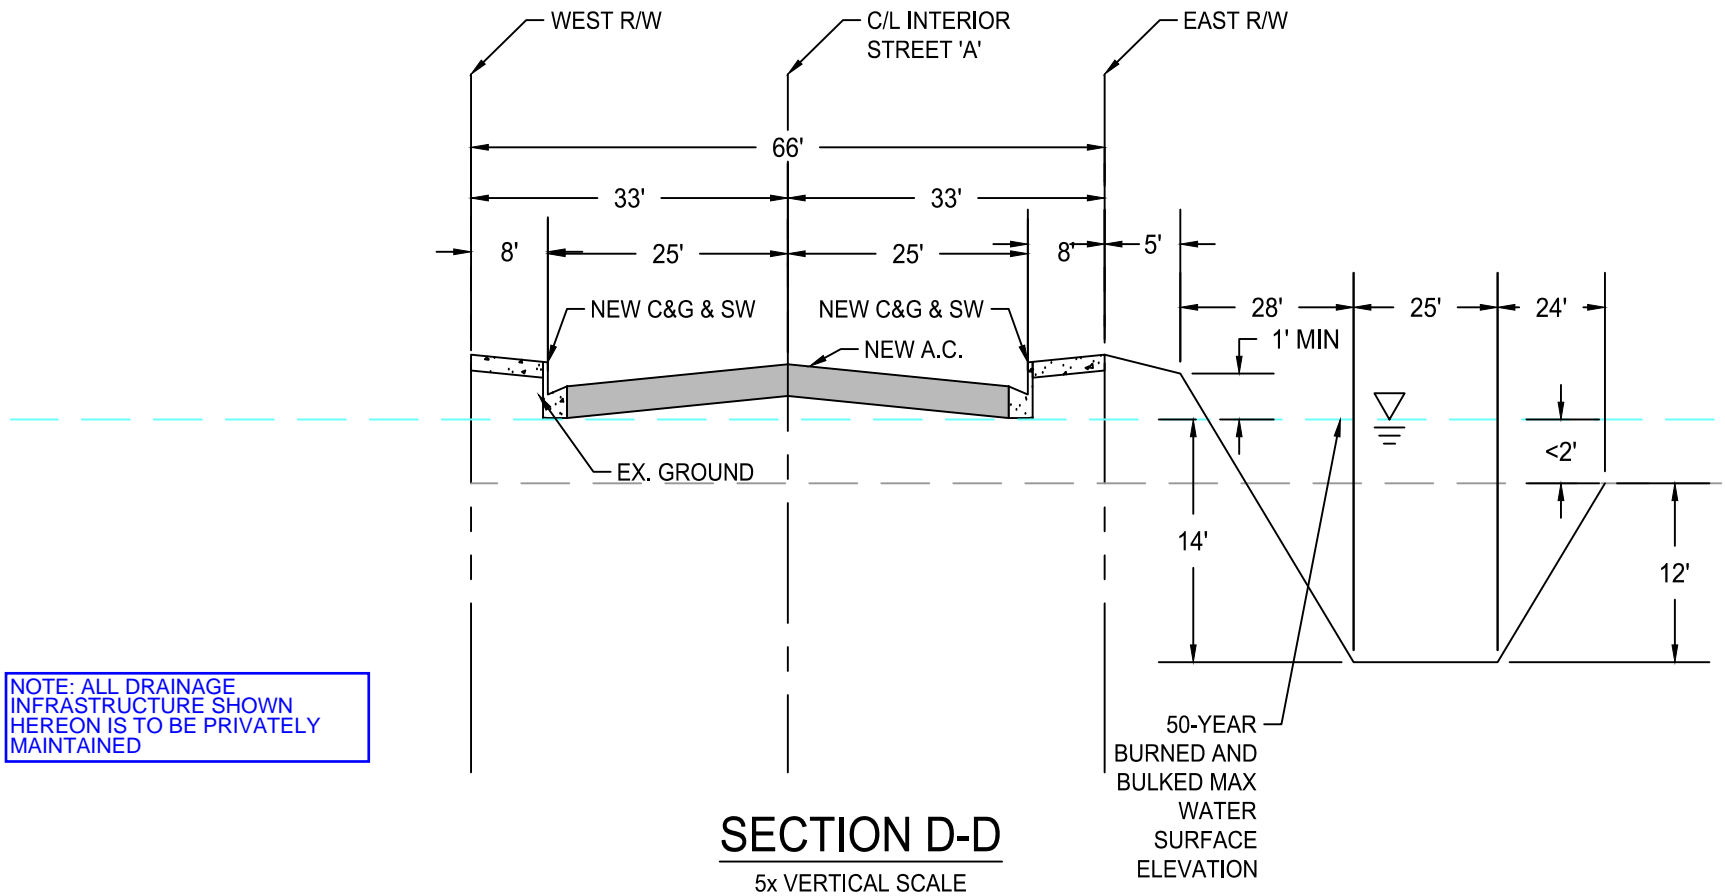 WEST R/W
C/L INTERIOR
STREET 'A'
EAST R/W
66'
33'
33'
8'
25'
25'
8'
5'
28'
25'
24'
NEW C&G & SW
NEW C&G & SW
1' MIN
NEW A.C.
<2'
EX. GROUND
14'
12'
NOTE: ALL DRAINAGE
INFRASTRUCTURE SHOWN
HEREON IS TO BE PRIVATELY
MAINTAINED
50-YEAR
BURNED AND
BULKED MAX
WATER
SURFACE
ELEVATION
SECTION D-D
5x VERTICAL SCALE